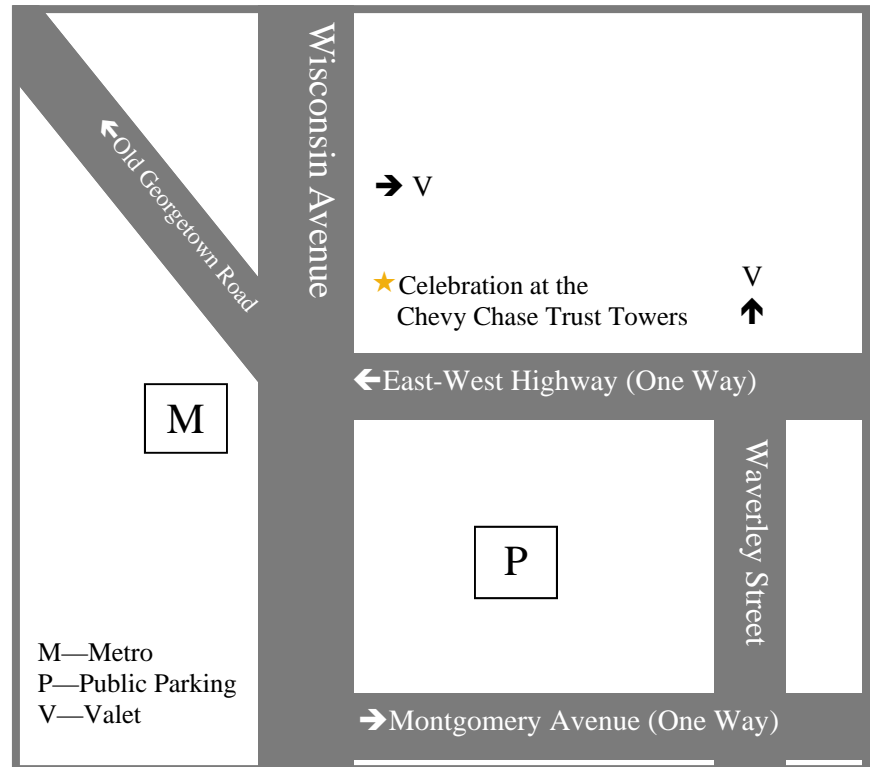 Wisconsin Avenue
←Old Georgetown Road
→ V
★Celebration at the
Chevy Chase Trust Towers
V
↑
←East-West Highway (One Way)
M
Waverley Street
P
M—Metro
P—Public Parking
V—Valet
→Montgomery Avenue (One Way)